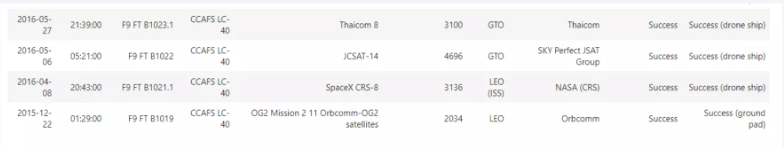 2016-05-27 21:39:00 F9 FT B1023.1 CCAFS LC-40 Thaicom 8 3100 GTO Thaicom Success Success (drone ship)
2016-05-06 05:21:00 F9 FT B1022 CCAFS LC-40 JCSAT-14 4696 GTO SKY Perfect JSAT Group Success Success (drone ship)
2016-04-08 20:43:00 F9 FT B1021.1 CCAFS LC-40 SpaceX CRS-8 3136 LEO (ISS) NASA (CRS) Success Success (drone ship)
2015-12-22 01:29:00 F9 FT B1019 CCAFS LC-40 OG2 Mission 2 11 Orbcomm-OG2 satellites 2034 LEO Orbcomm Success Success (ground pad)